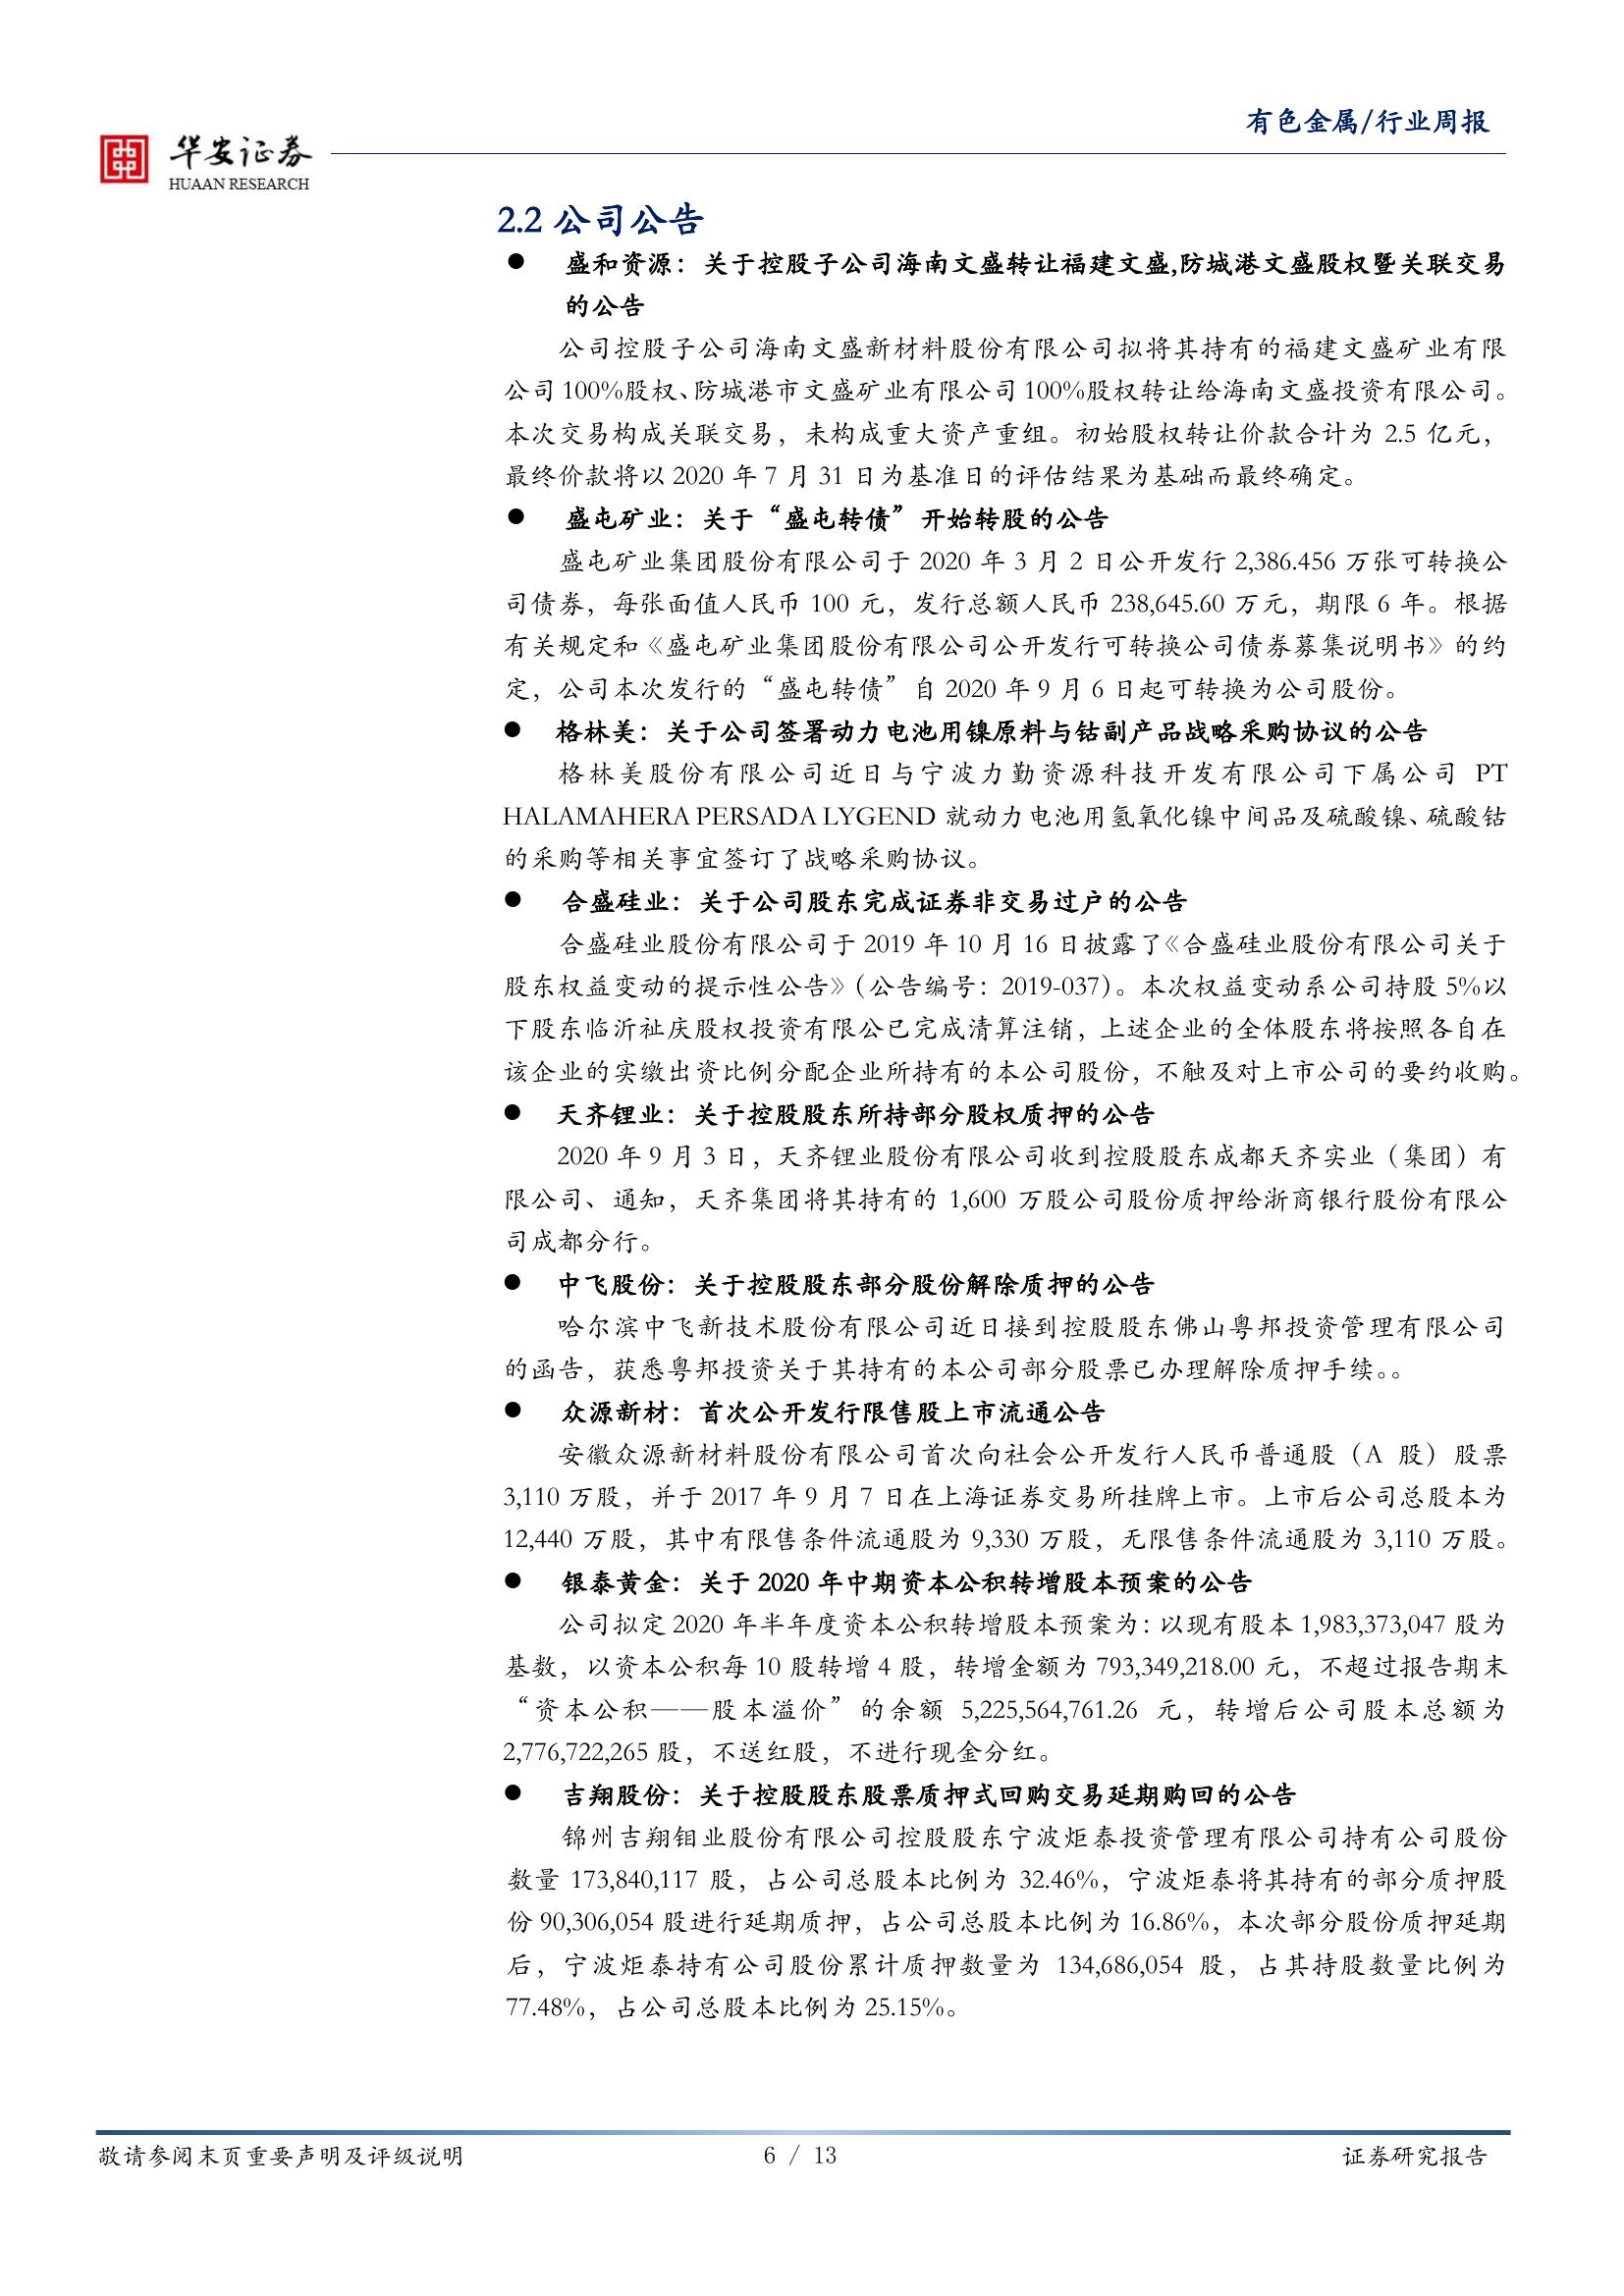 有色金属/行业周报
华安证券
HUAAN RESEARCH
2.2 公司公告
● 盛和资源：关于控股子公司海南文盛转让福建文盛,防城港文盛股权暨关联交易
的公告
公司控股子公司海南文盛新材料股份有限公司拟将其持有的福建文盛矿业有限
公司 100%股权、防城港市文盛矿业有限公司 100%股权转让给海南文盛投资有限公司。
本次交易构成关联交易，未构成重大资产重组。初始股权转让价款合计为 2.5 亿元，
最终价款将以 2020 年 7 月 31 日为基准日的评估结果为基础而最终确定。
● 盛屯矿业：关于“盛屯转债”开始转股的公告
盛屯矿业集团股份有限公司于 2020 年 3 月 2 日公开发行 2,386.456 万张可转换公
司债券，每张面值人民币 100 元，发行总额人民币 238,645.60 万元，期限 6 年。根据
有关规定和《盛屯矿业集团股份有限公司公开发行可转换公司债券募集说明书》的约
定，公司本次发行的“盛屯转债”自 2020 年 9 月 6 日起可转换为公司股份。
● 格林美：关于公司签署动力电池用镍原料与钴副产品战略采购协议的公告
格林美股份有限公司近日与宁波力勤资源科技开发有限公司下属公司 PT
HALAMAHERA PERSADA LYGEND 就动力电池用氢氧化镍中间品及硫酸镍、硫酸钴
的采购等相关事宜签订了战略采购协议。
● 合盛硅业：关于公司股东完成证券非交易过户的公告
合盛硅业股份有限公司于 2019 年 10 月 16 日披露了《合盛硅业股份有限公司关于
股东权益变动的提示性公告》（公告编号：2019-037）。本次权益变动系公司持股 5%以
下股东临沂祉庆股权投资有限公已完成清算注销，上述企业的全体股东将按照各自在
该企业的实缴出资比例分配企业所持有的本公司股份，不触及对上市公司的要约收购。
● 天齐锂业：关于控股股东所持部分股权质押的公告
2020 年 9 月 3 日，天齐锂业股份有限公司收到控股股东成都天齐实业（集团）有
限公司、通知，天齐集团将其持有的 1,600 万股公司股份质押给浙商银行股份有限公
司成都分行。
● 中飞股份：关于控股股东部分股份解除质押的公告
哈尔滨中飞新技术股份有限公司近日接到控股股东佛山粤邦投资管理有限公司
的函告，获悉粤邦投资关于其持有的本公司部分股票已办理解除质押手续。。
● 众源新材：首次公开发行限售股上市流通公告
安徽众源新材料股份有限公司首次向社会公开发行人民币普通股（A 股）股票
3,110 万股，并于 2017 年 9 月 7 日在上海证券交易所挂牌上市。上市后公司总股本为
12,440 万股，其中有限售条件流通股为 9,330 万股，无限售条件流通股为 3,110 万股。
● 银泰黄金：关于 2020 年中期资本公积转增股本预案的公告
公司拟定 2020 年半年度资本公积转增股本预案为：以现有股本 1,983,373,047 股为
基数，以资本公积每 10 股转增 4 股，转增金额为 793,349,218.00 元，不超过报告期末
“资本公积——股本溢价”的余额 5,225,564,761.26 元，转增后公司股本总额为
2,776,722,265 股，不送红股，不进行现金分红。
● 吉翔股份：关于控股股东股票质押式回购交易延期购回的公告
锦州吉翔钼业股份有限公司控股股东宁波炬泰投资管理有限公司持有公司股份
数量 173,840,117 股，占公司总股本比例为 32.46%，宁波炬泰将其持有的部分质押股
份 90,306,054 股进行延期质押，占公司总股本比例为 16.86%，本次部分股份质押延期
后，宁波炬泰持有公司股份累计质押数量为 134,686,054 股，占其持股数量比例为
77.48%，占公司总股本比例为 25.15%。
敬请参阅末页重要声明及评级说明
6 / 13
证券研究报告